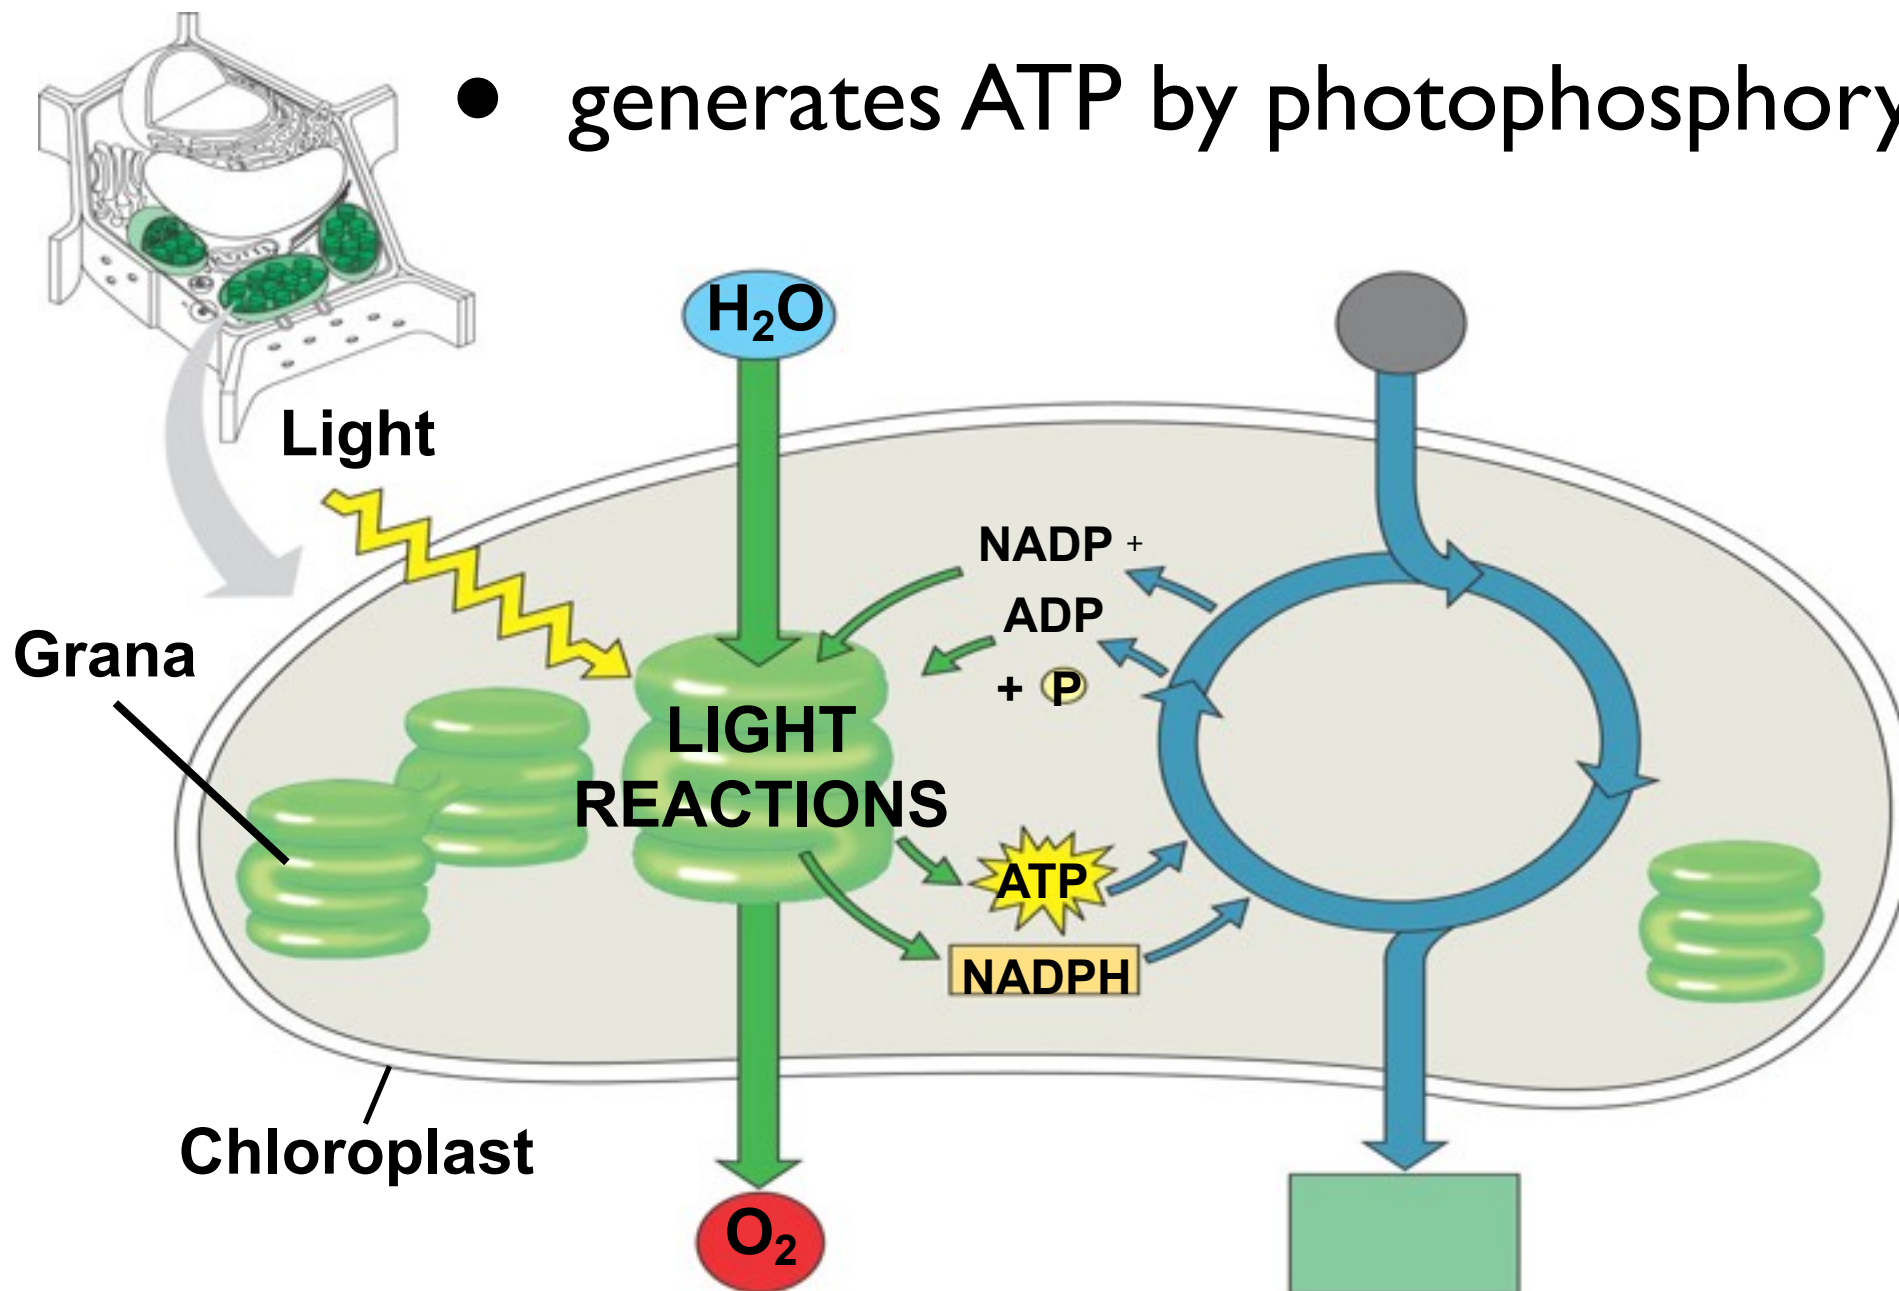 • generates ATP by photophosphory
H₂O
Light
NADP +
ADP
+ P
Grana
LIGHT
REACTIONS
ATP
NADPH
Chloroplast
O₂